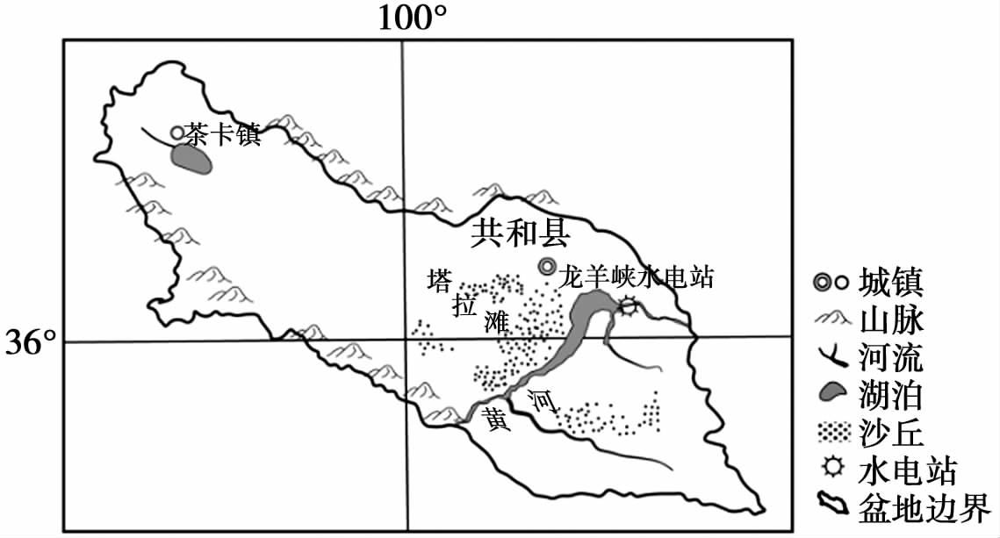 100°
茶卡镇
共和县
塔拉滩
龙羊峡水电站
36°
黄河
城镇
山脉
河流
湖泊
沙丘
水电站
盆地边界